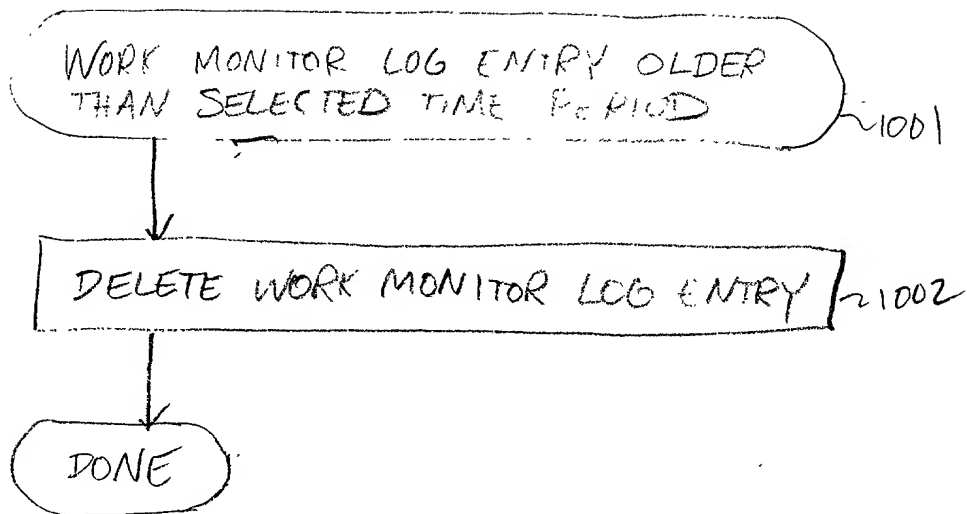 WORK MONITOR LOG ENTRY OLDER
THAN SELECTED TIME PERIOD
1001
DELETE WORK MONITOR LOG ENTRY
1002
DONE